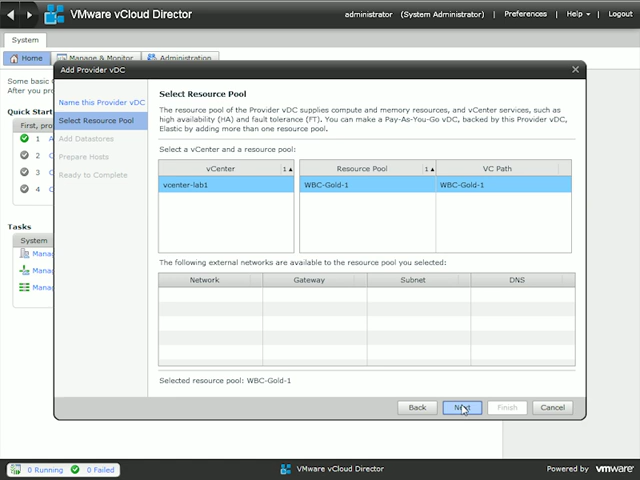 VMware vCloud Director
administrator (System Administrator) Preferences Help Logout
System
Home Manage & Monitor Administration
Add Provider vDC
Some basic
After you pr
Quick Start
First, pro
1 A
2 C
3 C
4 C
Tasks
System
Manag
Manag
Manag
Name this Provider vDC
Select Resource Pool
Add Datastores
Prepare Hosts
Ready to Complete
Select Resource Pool
The resource pool of the Provider vDC supplies compute and memory resources, and vCenter services, such as
high availability (HA) and fault tolerance (FT). You can make a Pay-As-You-Go vDC, backed by this Provider vDC,
Elastic by adding more than one resource pool.
Select a vCenter and a resource pool:
vCenter 1 Resource Pool 1 VC Path
vcenter-lab1 WBC-Gold-1 WBC-Gold-1
The following external networks are available to the resource pool you selected:
Network Gateway Subnet DNS
Selected resource pool: WBC-Gold-1
Back Next Finish Cancel
0 Running 0 Failed VMware vCloud Director Powered by vmware